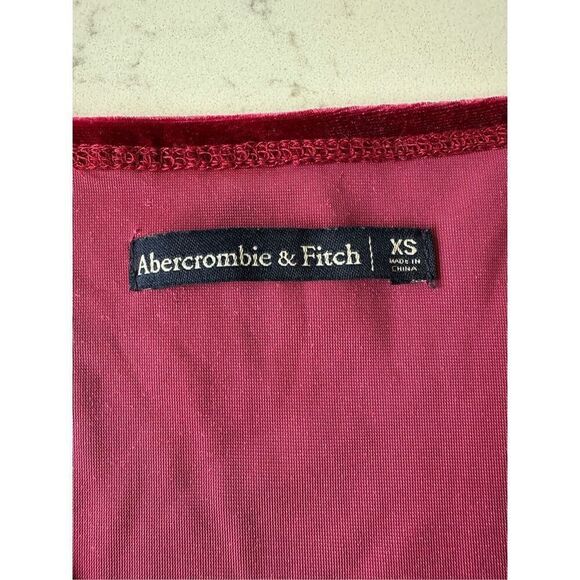 Abercrombie & Fitch | XS
MADE IN
CHINA